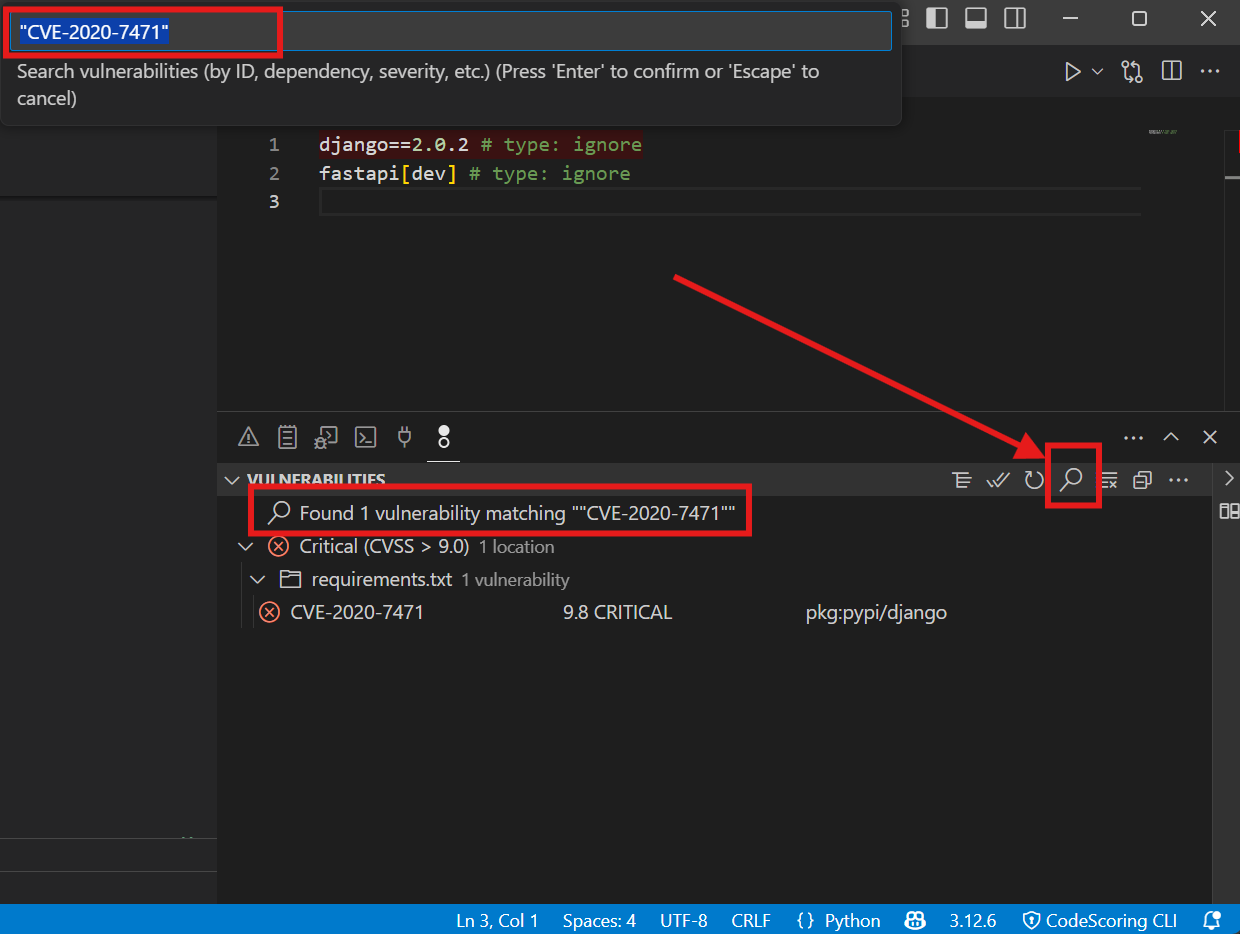 "CVE-2020-7471"
Search vulnerabilities (by ID, dependency, severity, etc.) (Press 'Enter' to confirm or 'Escape' to
cancel)
1 django==2.0.2 # type: ignore
2 fastapi[dev] # type: ignore
3
VULNERABILITIES
Found 1 vulnerability matching ""CVE-2020-7471""
Critical (CVSS > 9.0) 1 location
requirements.txt 1 vulnerability
CVE-2020-7471 9.8 CRITICAL pkg:pypi/django
Ln 3, Col 1 Spaces: 4 UTF-8 CRLF {} Python 3.12.6 CodeScoring CLI